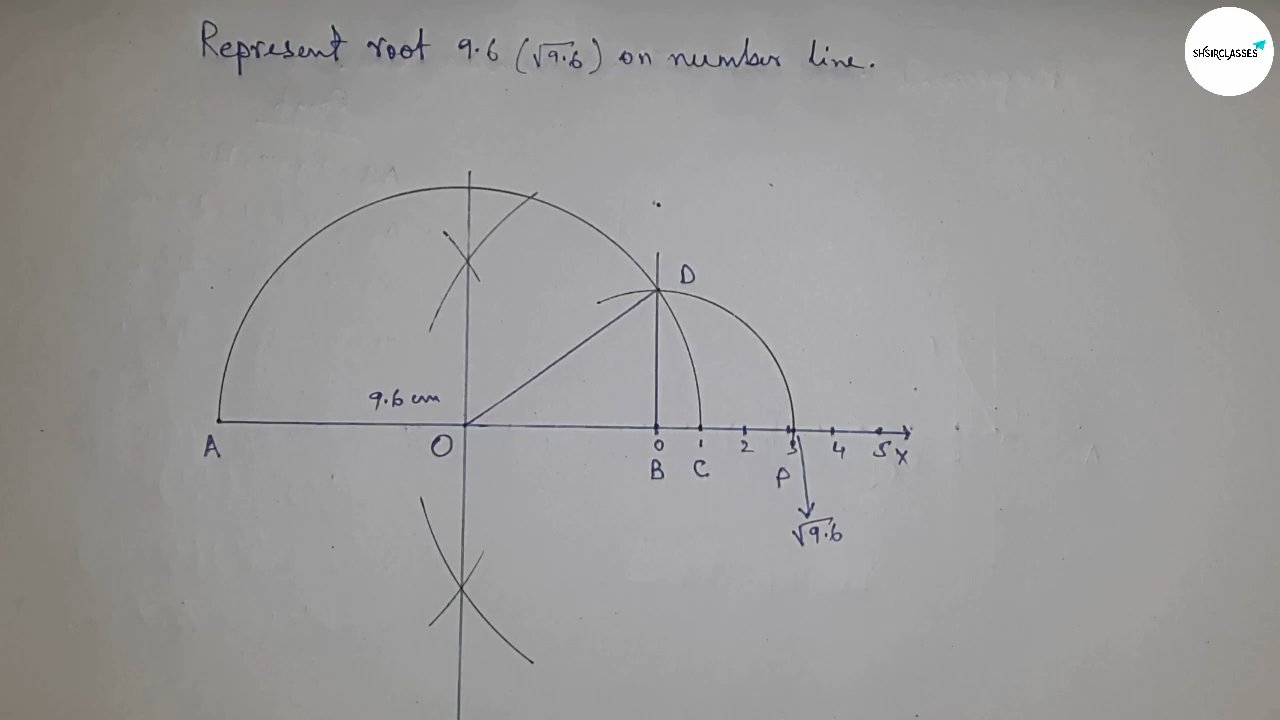 Represent root 9.6 (√9.6) on number line.
SHSIRCLASSES
D
9.6 cm
A O 0 1 2 3 4 5 X
B C P
√9.6